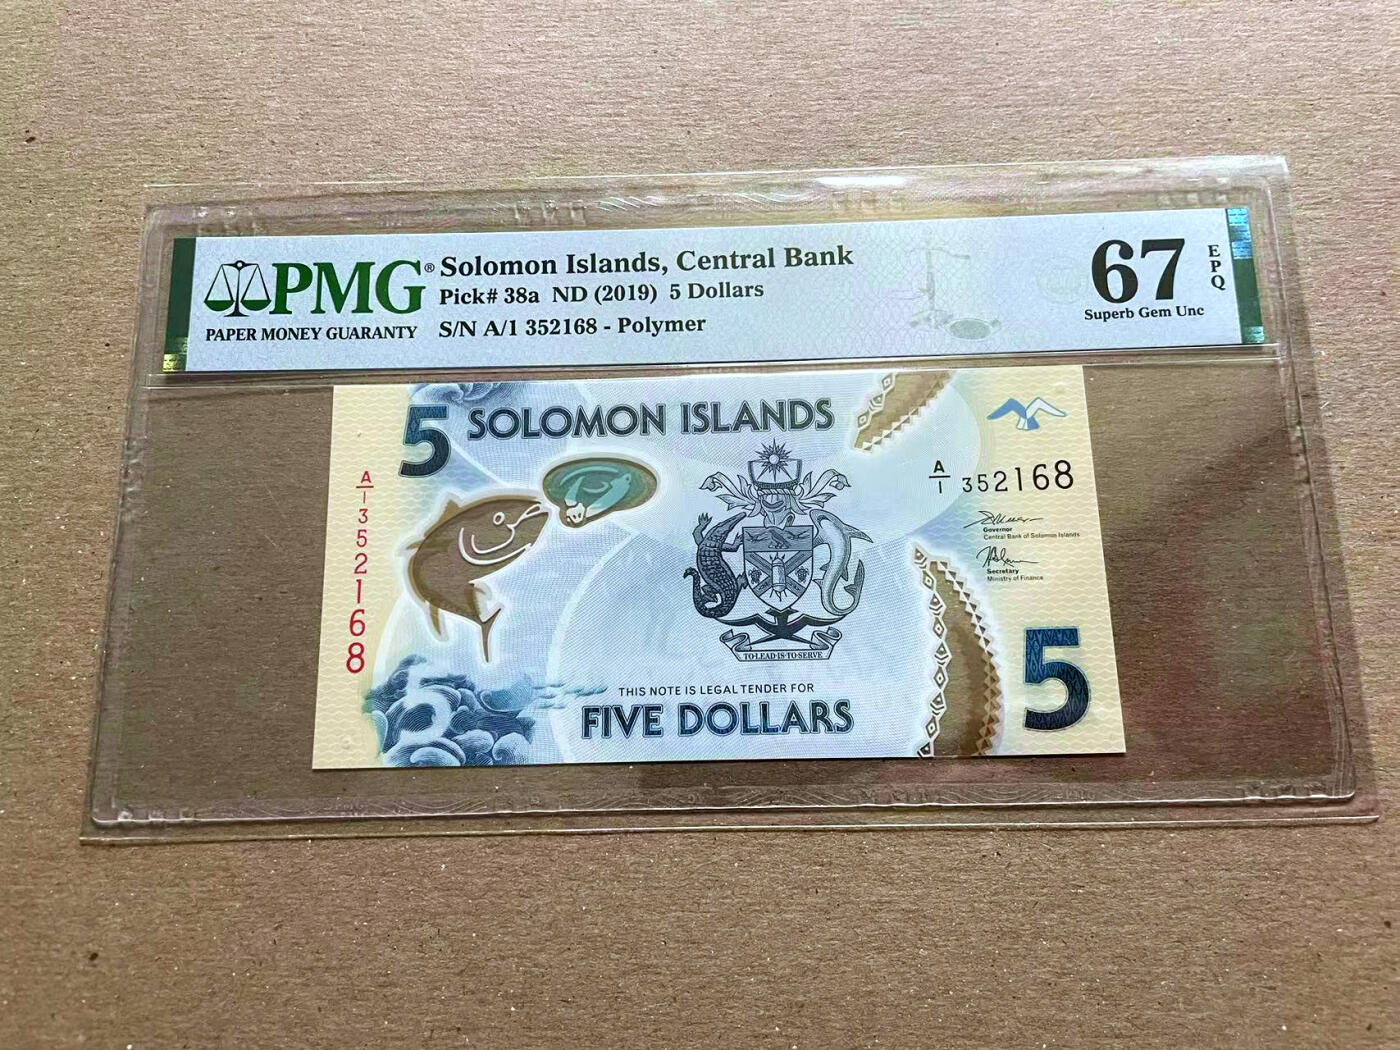 PMG®
PAPER MONEY GUARANTY
Solomon Islands, Central Bank
Pick# 38a ND (2019) 5 Dollars
S/N A/1 352168 - Polymer
67
EPQ
Superb Gem Unc
5
SOLOMON ISLANDS
A/1 352168
A/1 352168
Governor
Central Bank of Solomon Islands
Secretary
Ministry of Finance
TO·LEAD·IS·TO·SERVE
THIS NOTE IS LEGAL TENDER FOR
FIVE DOLLARS
5
5